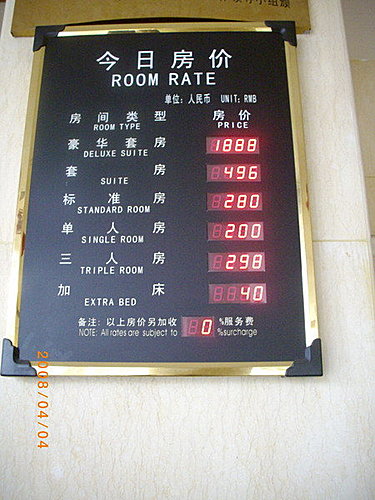 今日房价
ROOM RATE
单位:人民币 UNIT: RMB
房间类型 房价
ROOM TYPE PRICE
豪华套房 1888
DELUXE SUITE
套房 496
SUITE
标准房 280
STANDARD ROOM
单人房 200
SINGLE ROOM
三人房 298
TRIPLE ROOM
加床 40
EXTRA BED
备注:以上房价另加收 0 %服务费
NOTE: All rates are subject to %surcharge
2008/04/04